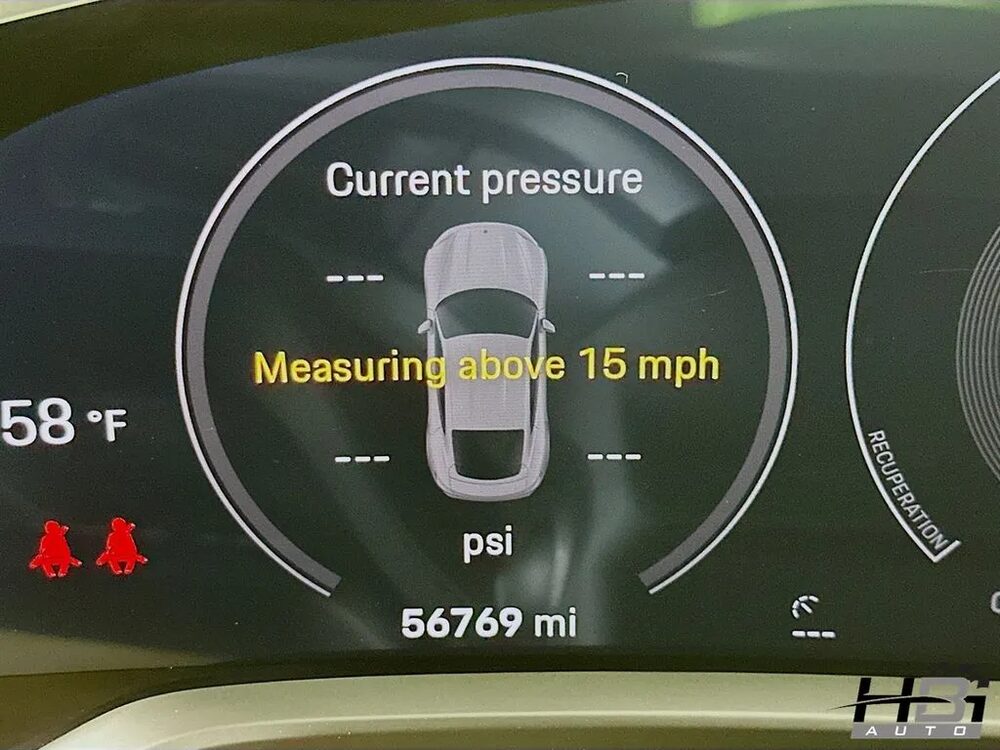 Current pressure
--- ---
Measuring above 15 mph
58 °F
--- ---
psi
56769 mi
---
RECUPERATION
HBI
AUTO